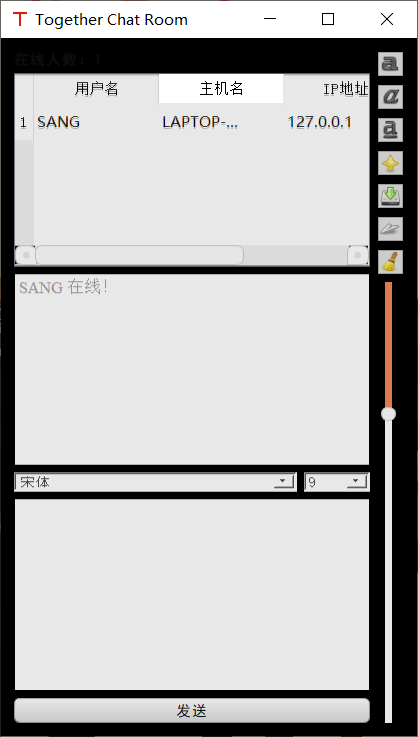 Together Chat Room
在线人数：1
用户名 主机名 IP地址
1 SANG LAPTOP-... 127.0.0.1
SANG 在线！
宋体 9
发送